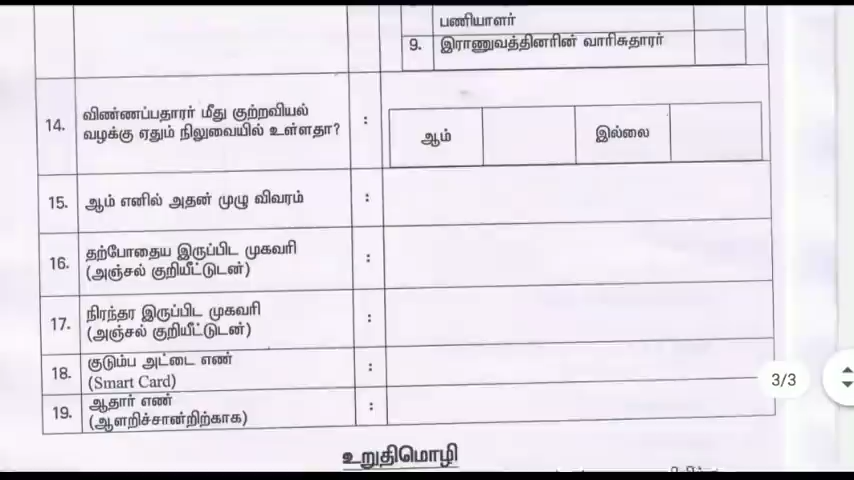 பணியாளர்
9. இராணுவத்தினரின் வாரிசுதாரர்
14. விண்ணப்பதாரர் மீது குற்றவியல்
வழக்கு ஏதும் நிலுவையில் உள்ளதா? :
ஆம் இல்லை
15. ஆம் எனில் அதன் முழு விவரம் :
16. தற்போதைய இருப்பிட முகவரி
(அஞ்சல் குறியீட்டுடன்) :
17. நிரந்தர இருப்பிட முகவரி
(அஞ்சல் குறியீட்டுடன்) :
18. குடும்ப அட்டை எண்
(Smart Card) :
3/3
19. ஆதார் எண்
(ஆளறிச்சான்றிற்காக) :
உறுதிமொழி